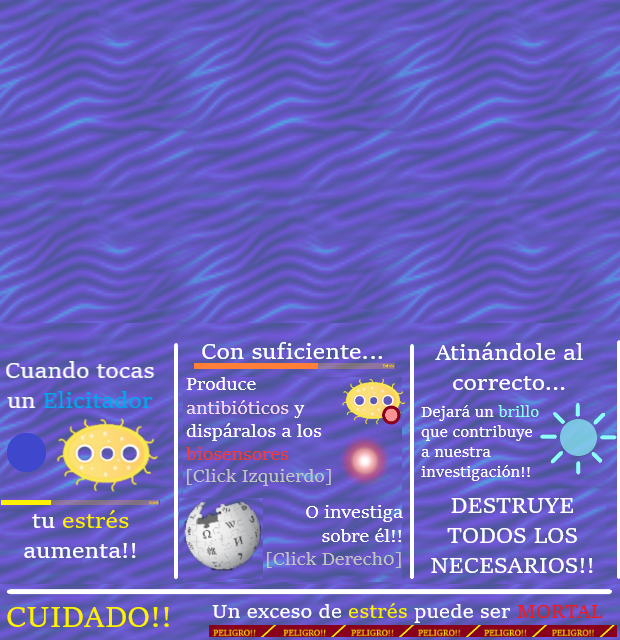 Cuando tocas
un Elicitador
tu estrés
aumenta!!
Con suficiente...
Produce
antibióticos y
dispáralos a los
biosensores
[Click Izquierdo]
O investiga
sobre él!!
[Click Derecho]
Atinándole al
correcto...
Dejará un brillo
que contribuye
a nuestra
investigación!!
DESTRUYE
TODOS LOS
NECESARIOS!!
CUIDADO!!
Un exceso de estrés puede ser MORTAL
PELIGRO!! PELIGRO!! PELIGRO!! PELIGRO!! PELIGRO!! PELIGRO!!